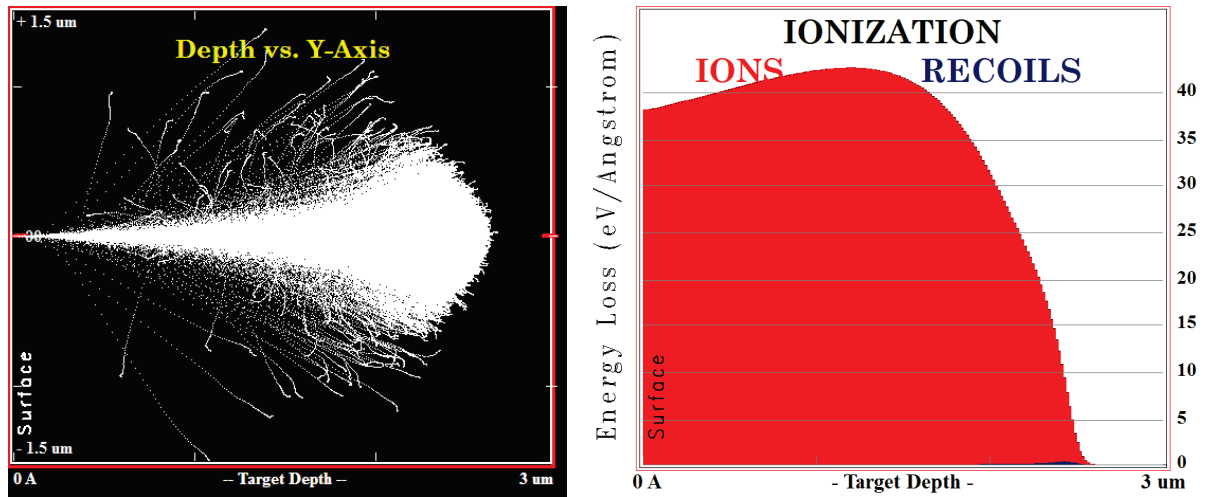 + 1.5 um
Depth vs. Y-Axis
Surface
- 1.5 um
0 A
-- Target Depth --
3 um
IONIZATION
IONS
RECOILS
Energy Loss (eV/Angstrom)
Surface
40
35
30
25
20
15
10
5
0
0 A
- Target Depth -
3 um